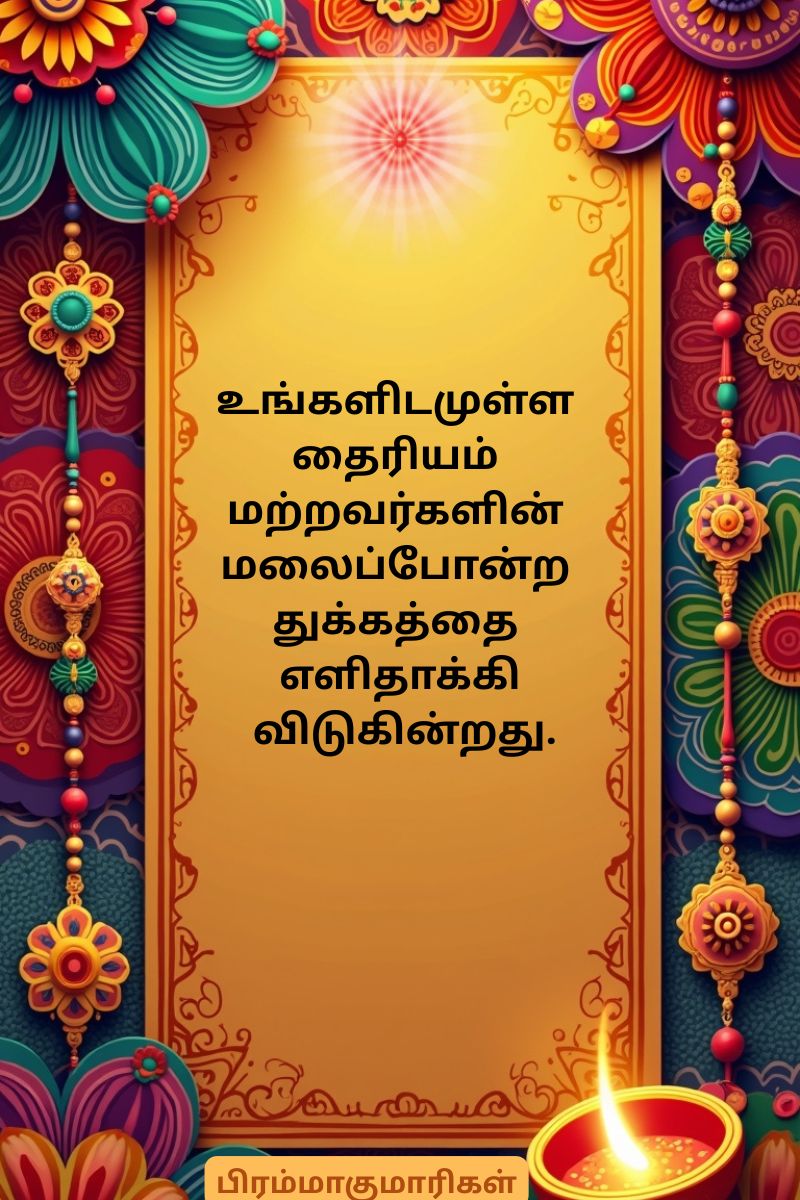 உங்களிடமுள்ள
தைரியம்
மற்றவர்களின்
மலைப்போன்ற
துக்கத்தை
எளிதாக்கி
விடுகின்றது.
பிரம்மாகுமாரிகள்